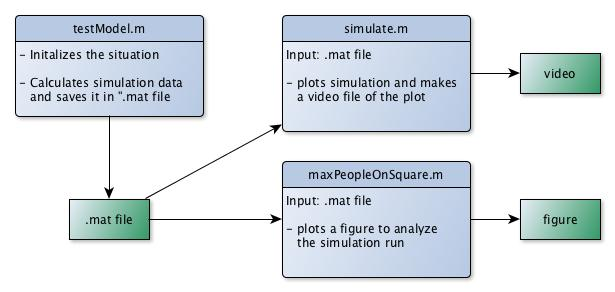 testModel.m
- Initalizes the situation
- Calculates simulation data
and saves it in ".mat file
.mat file
simulate.m
Input: .mat file
- plots simulation and makes
a video file of the plot
video
maxPeopleOnSquare.m
Input: .mat file
- plots a figure to analyze
the simulation run
figure